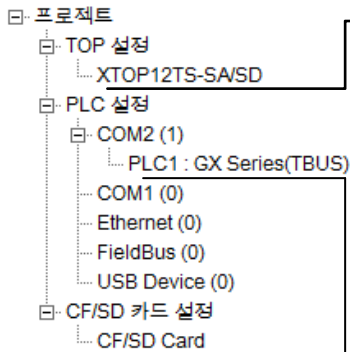 프로젝트
TOP 설정
XTOP12TS-SA/SD
PLC 설정
COM2 (1)
PLC1 : GX Series(TBUS)
COM1 (0)
Ethernet (0)
FieldBus (0)
USB Device (0)
CF/SD 카드 설정
CF/SD Card